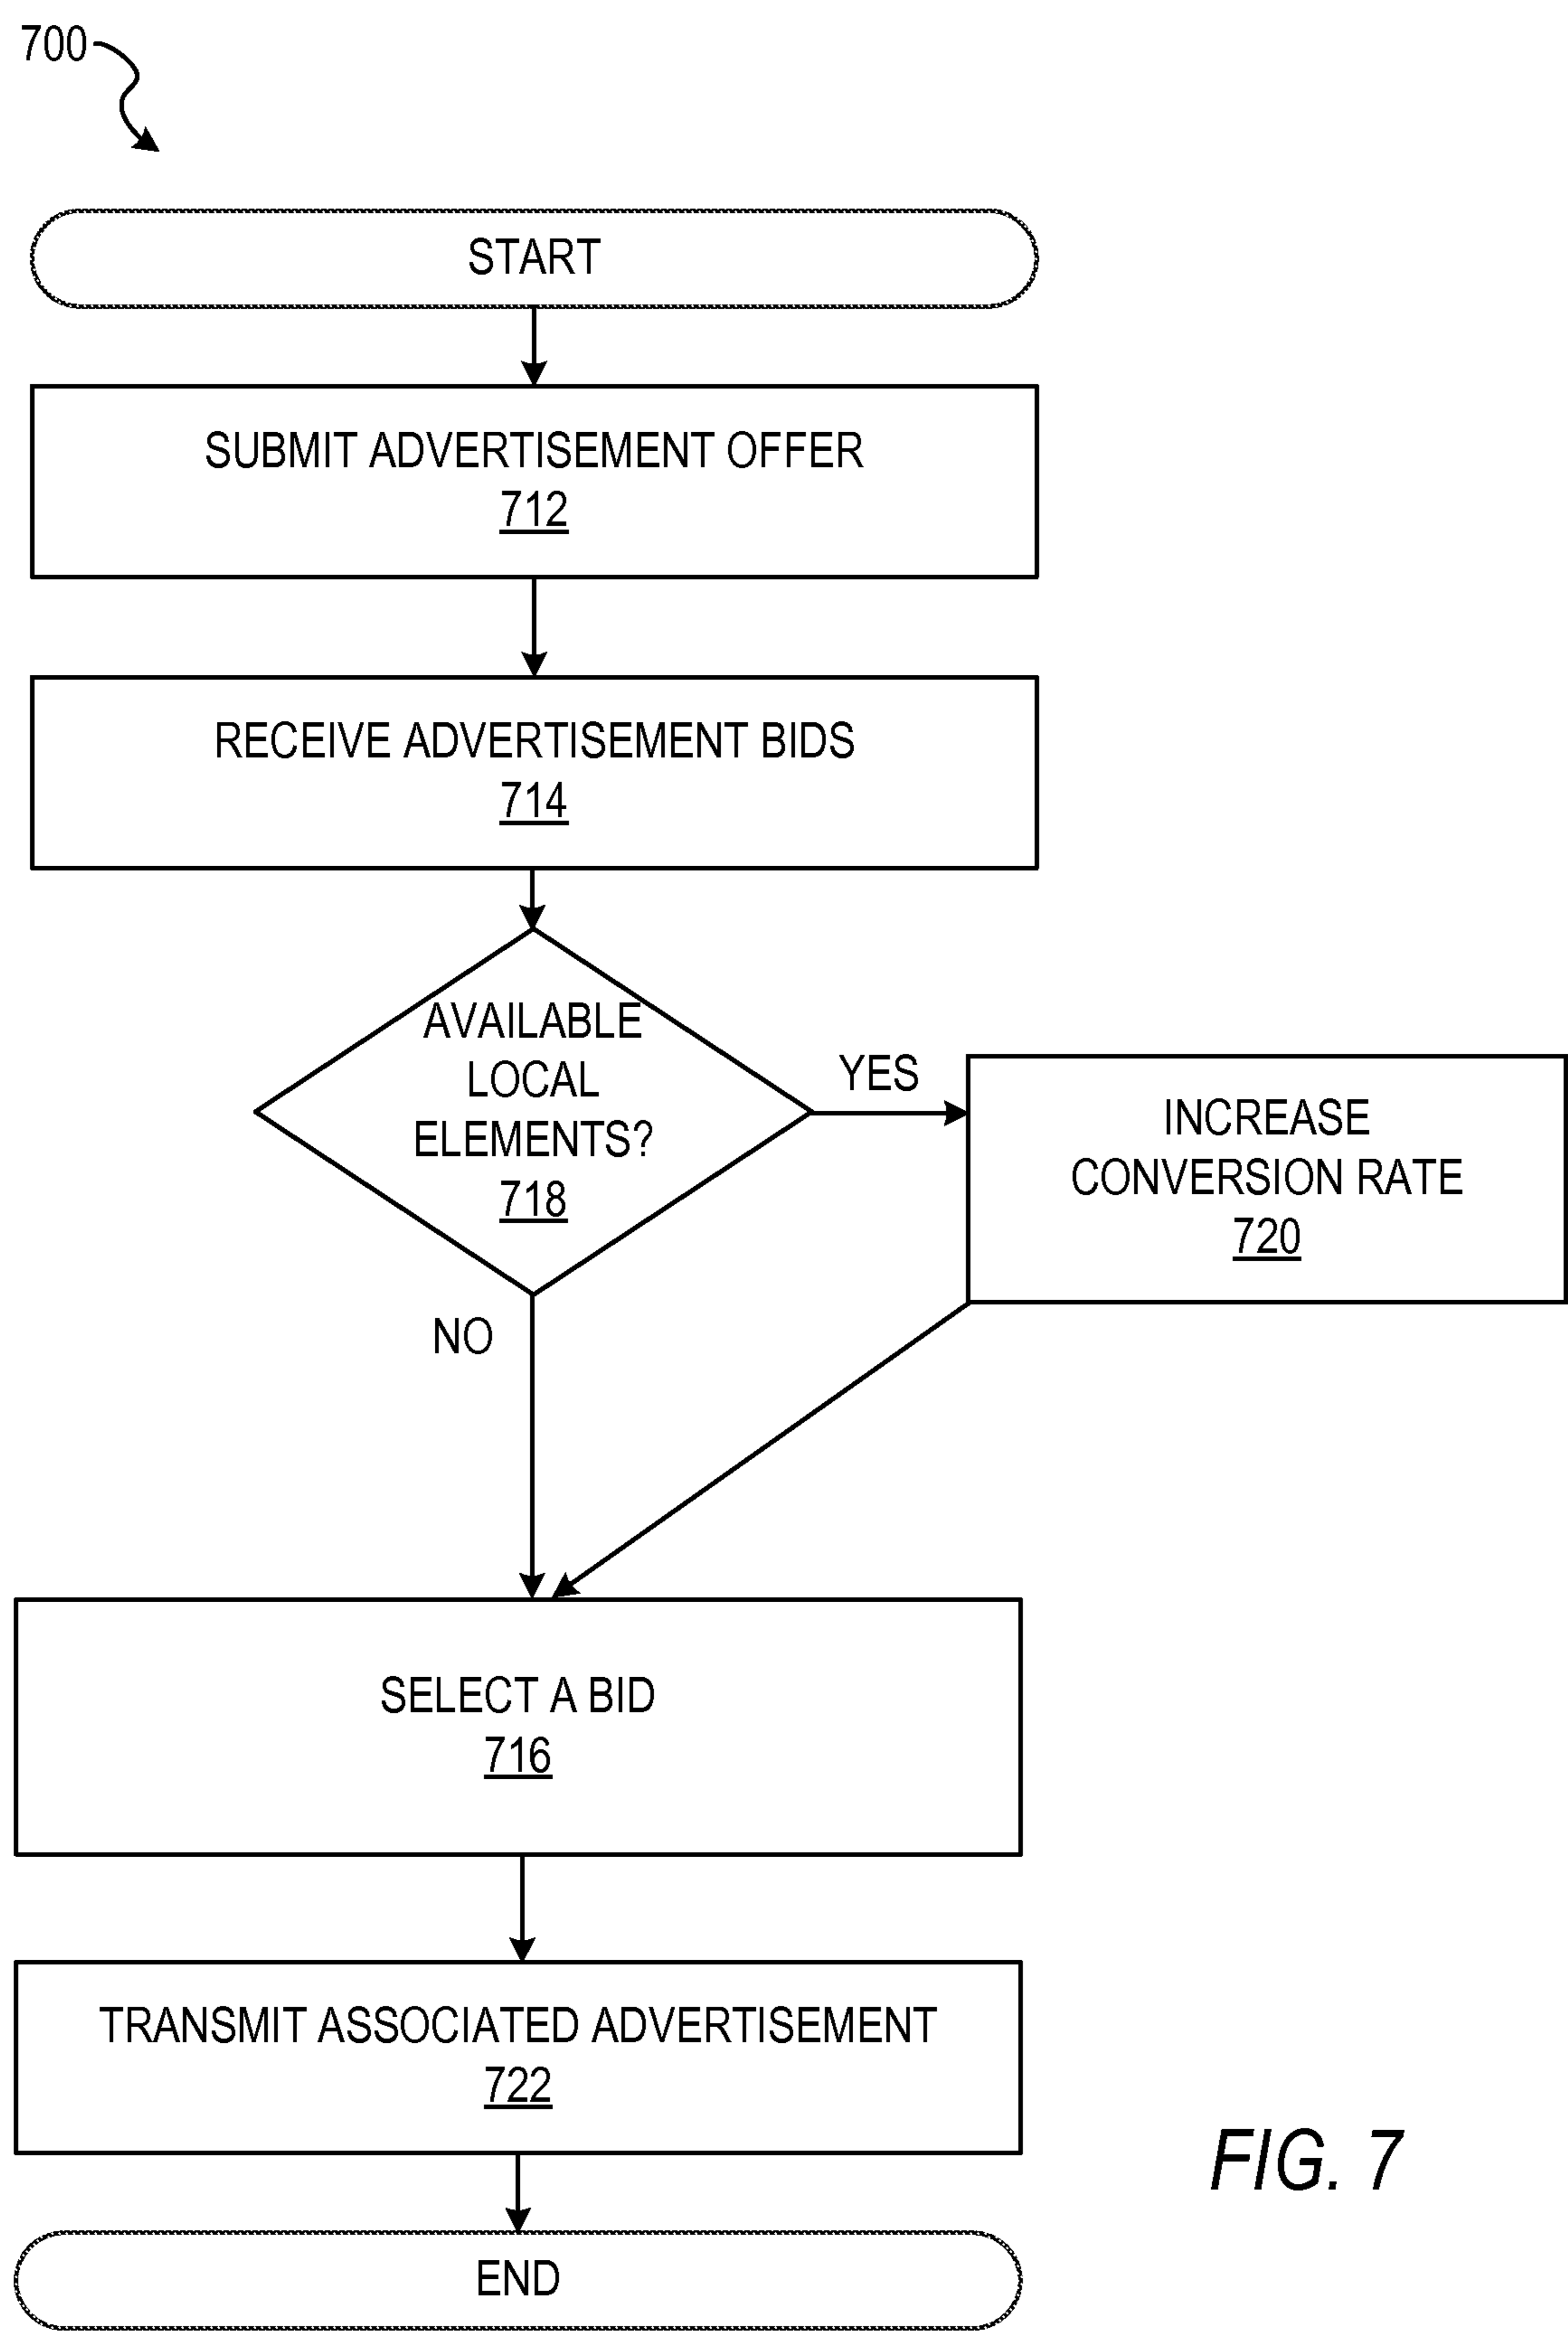 700
START
SUBMIT ADVERTISEMENT OFFER
712
RECEIVE ADVERTISEMENT BIDS
714
AVAILABLE
LOCAL
ELEMENTS?
718
YES
INCREASE
CONVERSION RATE
720
NO
SELECT A BID
716
TRANSMIT ASSOCIATED ADVERTISEMENT
722
END
FIG. 7